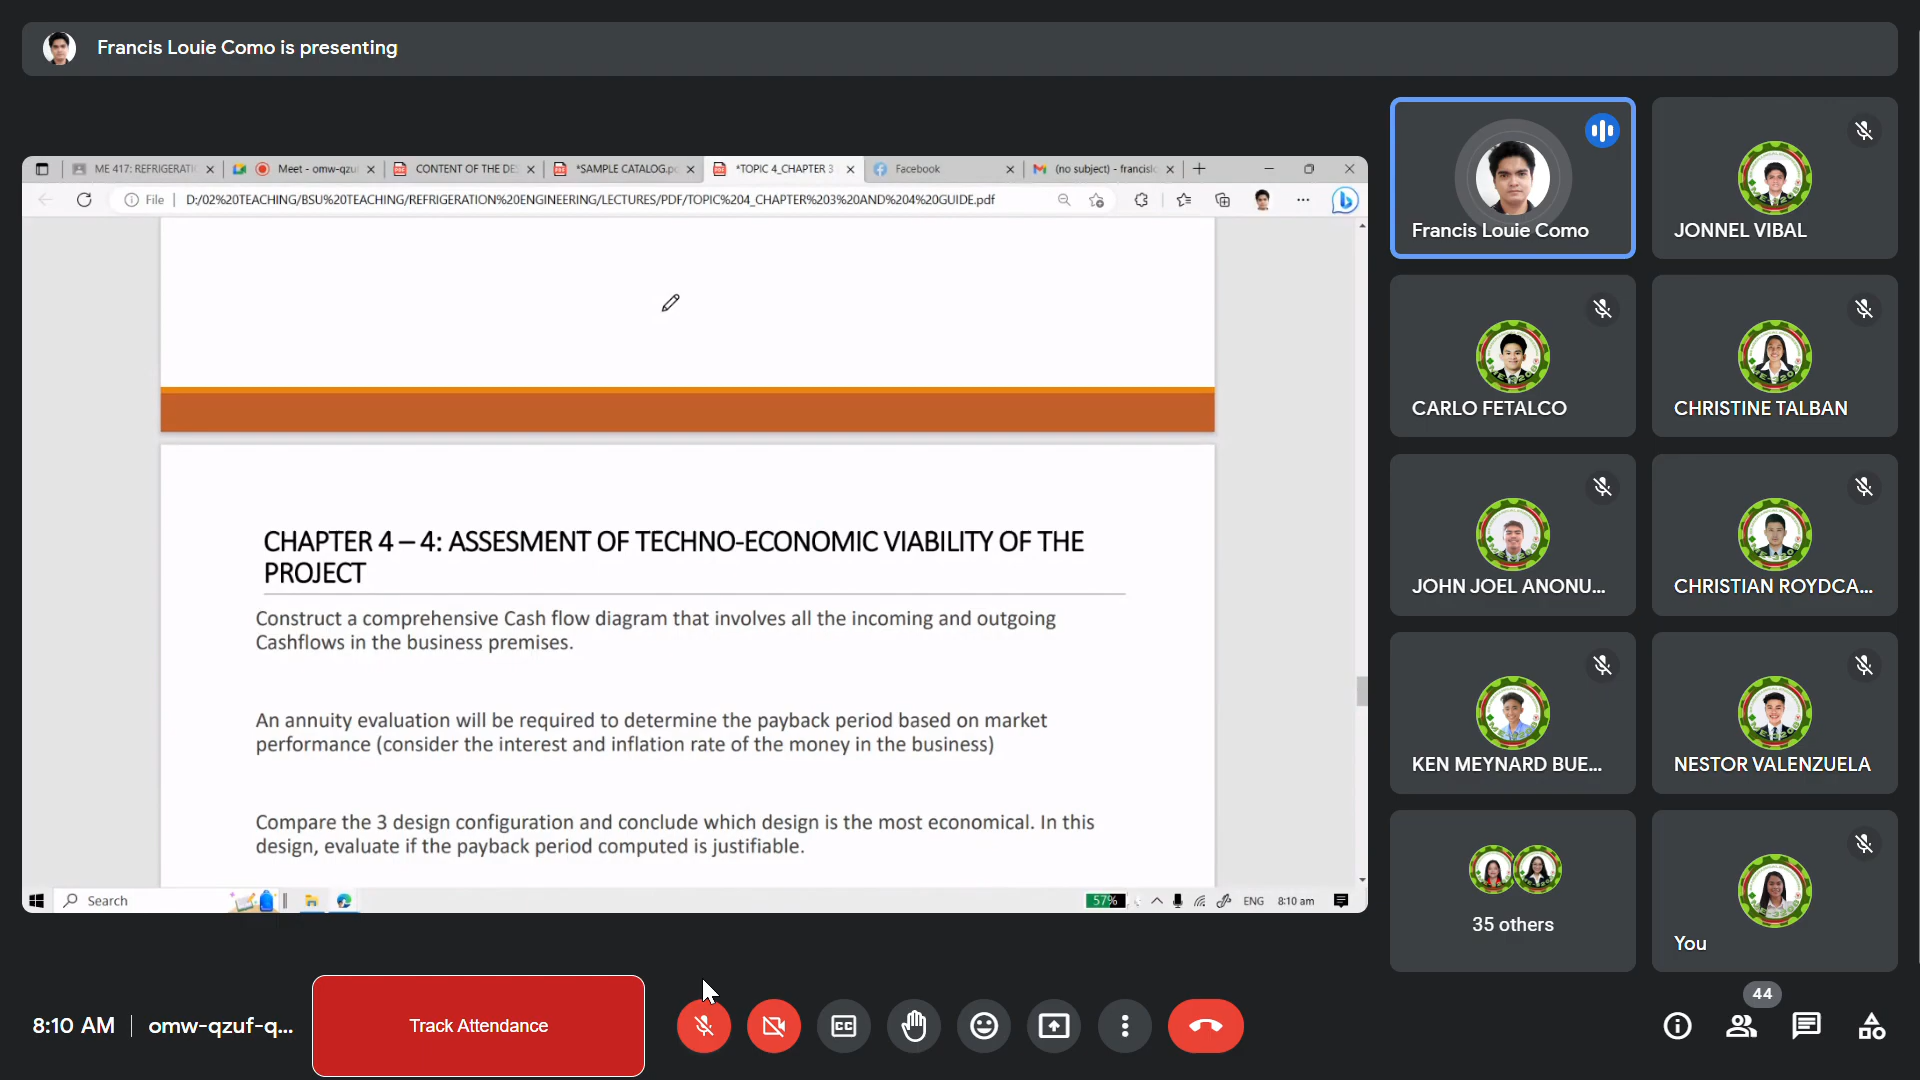 Francis Louie Como is presenting
ME 417: REFRIGERATI
Meet - omw-qzu
CONTENT OF THE DE
*SAMPLE CATALOG.p
*TOPIC 4_CHAPTER 3
Facebook
(no subject) - francisl
File
D:/02%20TEACHING/BSU%20TEACHING/REFRIGERATION%20ENGINEERING/LECTURES/PDF/TOPIC%204_CHAPTER%203%20AND%204%20GUIDE.pdf
CHAPTER 4 – 4: ASSESMENT OF TECHNO-ECONOMIC VIABILITY OF THE
PROJECT
Construct a comprehensive Cash flow diagram that involves all the incoming and outgoing
Cashflows in the business premises.
An annuity evaluation will be required to determine the payback period based on market
performance (consider the interest and inflation rate of the money in the business)
Compare the 3 design configuration and conclude which design is the most economical. In this
design, evaluate if the payback period computed is justifiable.
Search
57%
ENG
8:10 am
Francis Louie Como
JONNEL VIBAL
CARLO FETALCO
CHRISTINE TALBAN
JOHN JOEL ANONU...
CHRISTIAN ROYDCA...
KEN MEYNARD BUE...
NESTOR VALENZUELA
35 others
You
8:10 AM
omw-qzuf-q...
Track Attendance
44